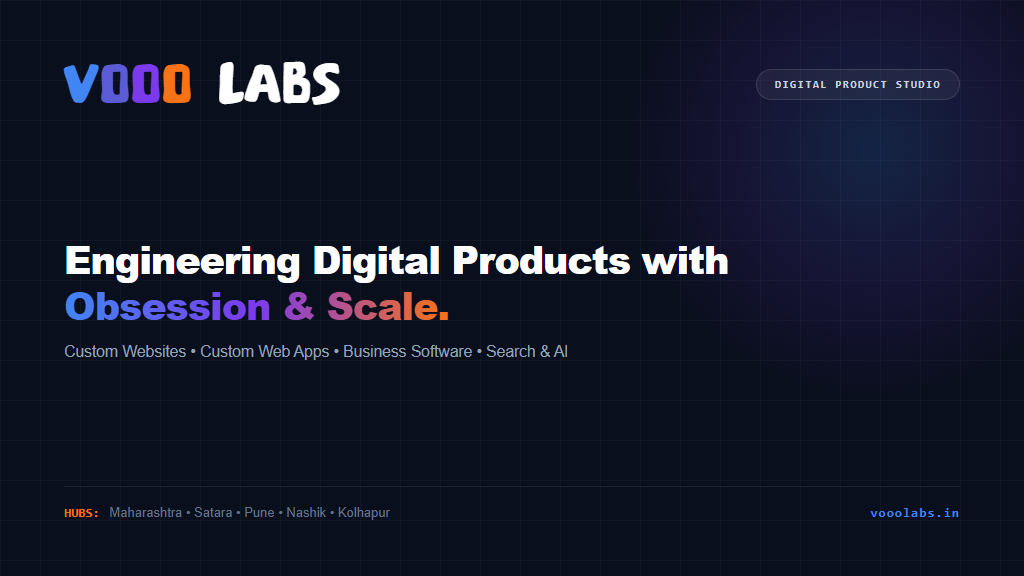 VOOO LABS
DIGITAL PRODUCT STUDIO
Engineering Digital Products with
Obsession & Scale.
Custom Websites • Custom Web Apps • Business Software • Search & AI
HUBS: Maharashtra • Satara • Pune • Nashik • Kolhapur
vooolabs.in